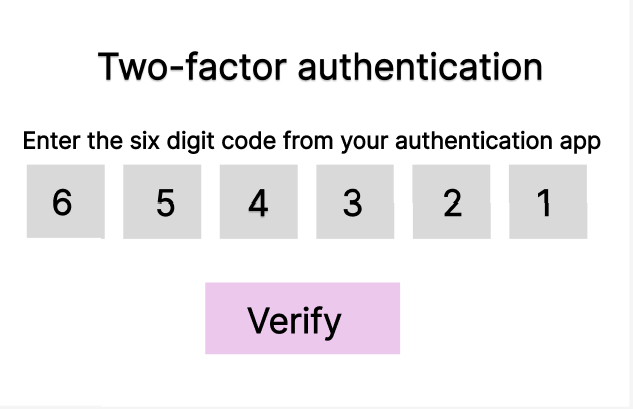 Two-factor authentication
Enter the six digit code from your authentication app
6 5 4 3 2 1
Verify